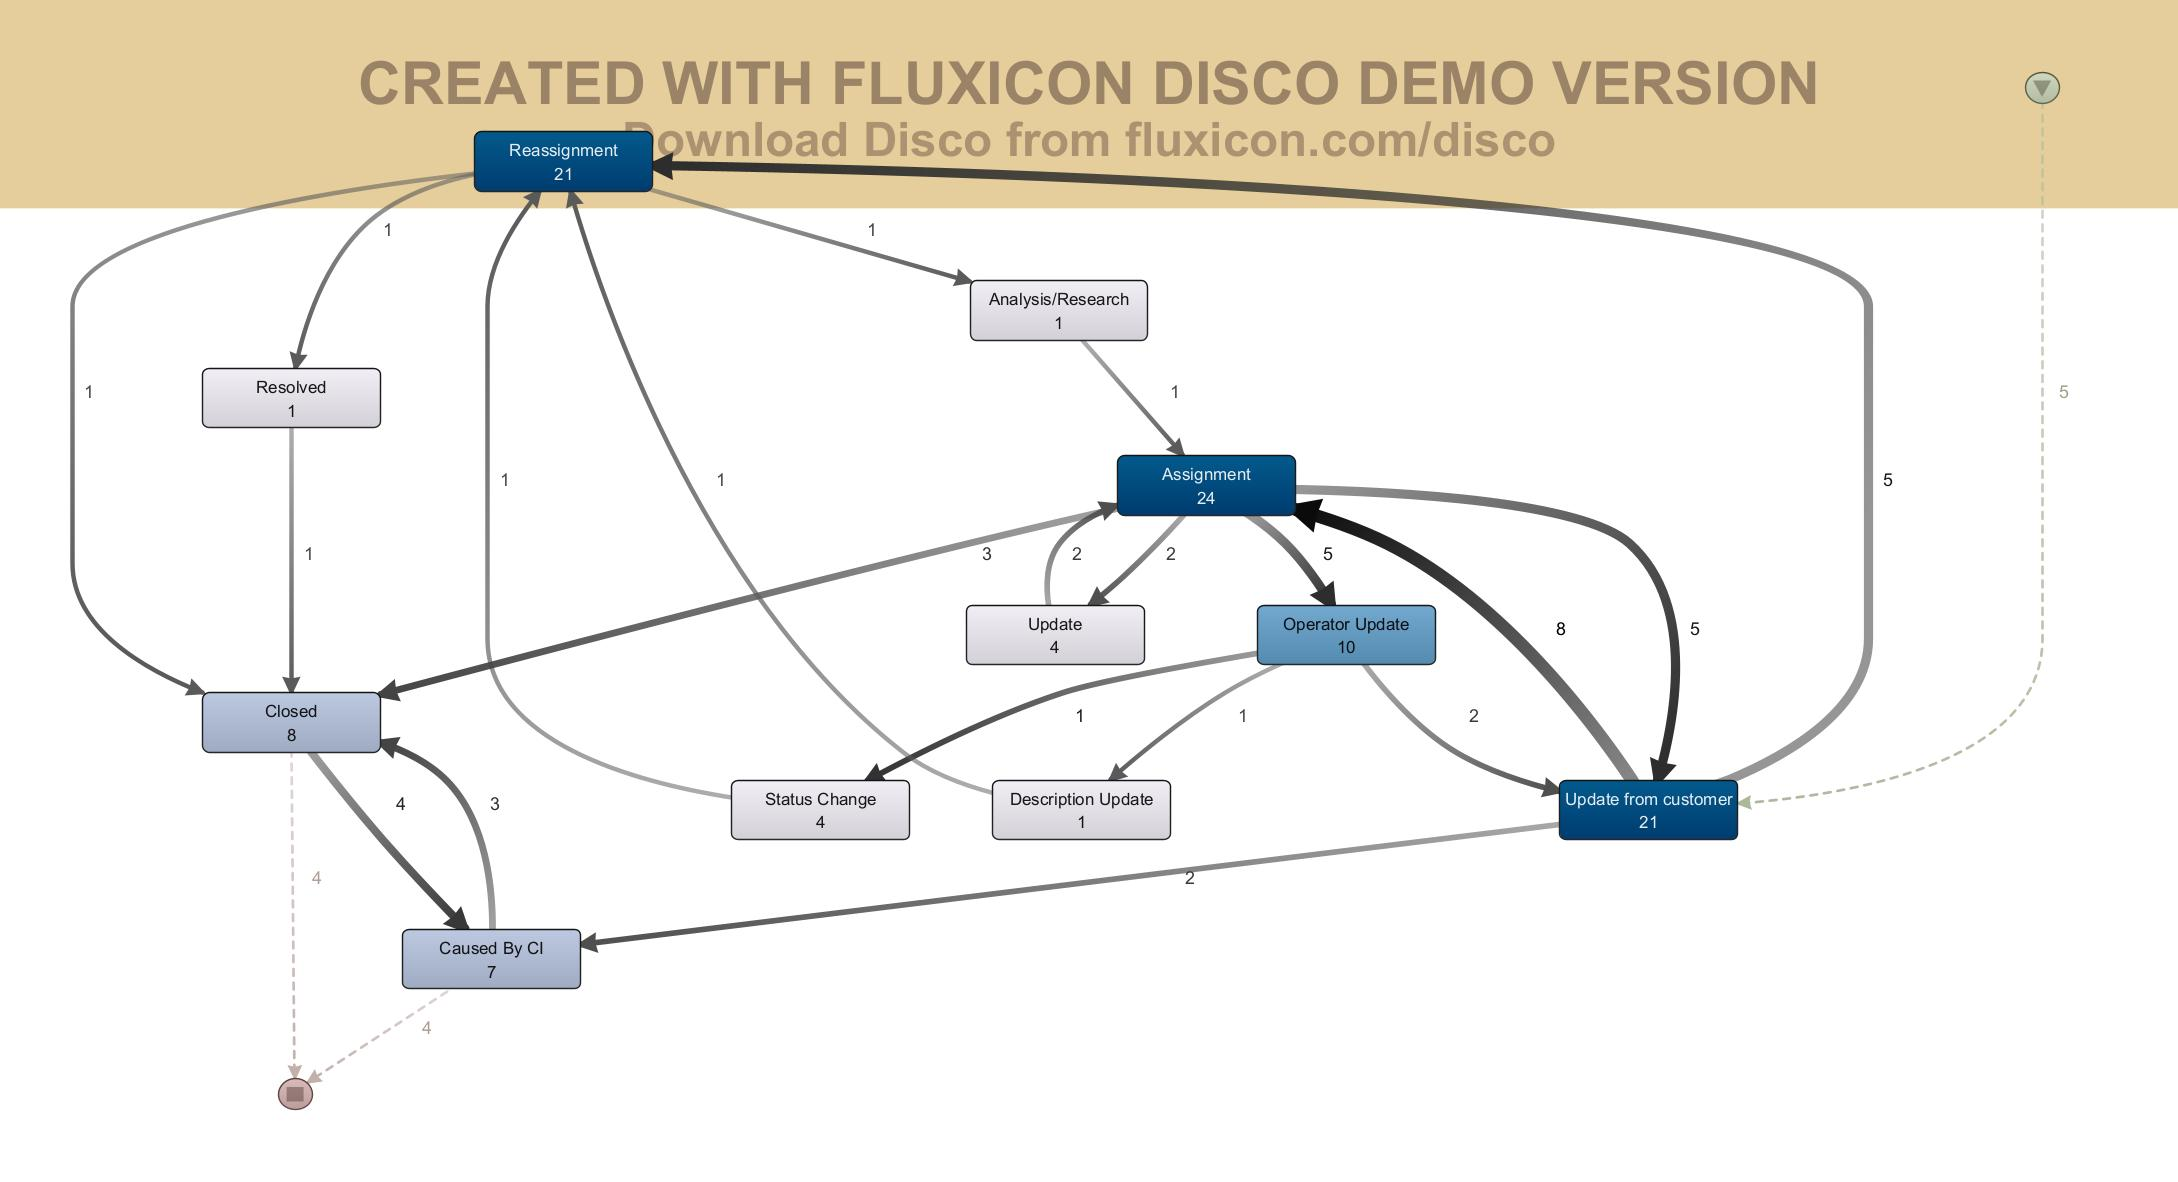 CREATED WITH FLUXICON DISCO DEMO VERSION
Download Disco from fluxicon.com/disco
Reassignment
21
1
1
Analysis/Research
1
Resolved
1
1
1
5
Assignment
24
1
1
5
1
3
2
2
5
Update
4
Operator Update
10
8
5
Closed
8
1
1
2
4
3
Status Change
4
Description Update
1
Update from customer
21
4
2
Caused By CI
7
4